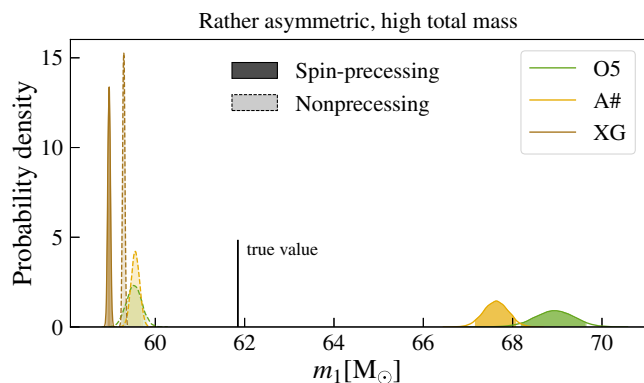 Rather asymmetric, high total mass
Probability density
15
10
5
0
Spin-precessing
Nonprecessing
O5
A#
XG
true value
60
62
64
66
68
70
m₁[M☉]